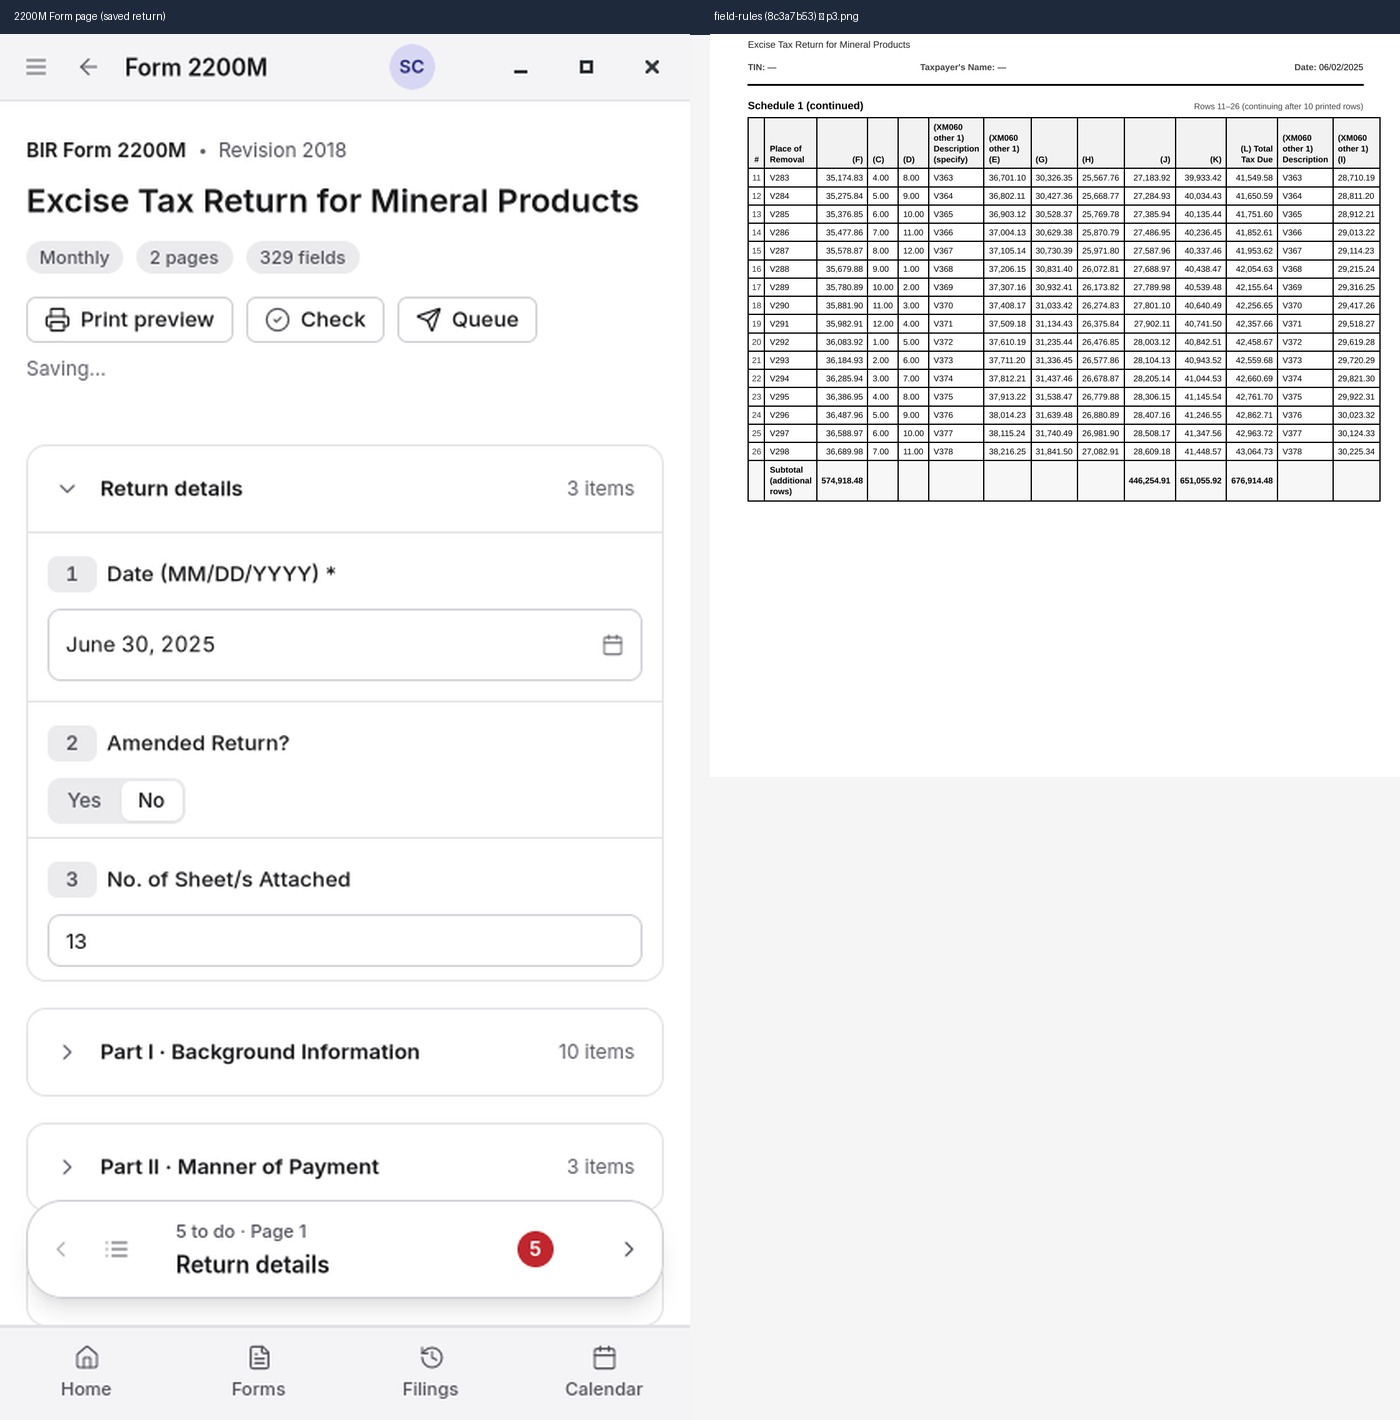 2200M Form page (saved return)
Form 2200M
SC
BIR Form 2200M • Revision 2018
Excise Tax Return for Mineral Products
Monthly 2 pages 329 fields
Print preview Check Queue
Saving...
Return details 3 items
1 Date (MM/DD/YYYY) *
June 30, 2025
2 Amended Return?
Yes No
3 No. of Sheet/s Attached
13
Part I · Background Information 10 items
Part II · Manner of Payment 3 items
5 to do · Page 1
Return details
5
Home Forms Filings Calendar
field-rules (8c3a7b53) p3.png
Excise Tax Return for Mineral Products
TIN: — Taxpayer's Name: — Date: 06/02/2025
Schedule 1 (continued) Rows 11–26 (continuing after 10 printed rows)
# Place of Removal (F) (C) (D) (XM060 other 1) Description (specify) (XM060 other 1) (E) (G) (H) (J) (K) (L) Total Tax Due (XM060 other 1) Description (XM060 other 1) (I)
11 V283 35,174.83 4.00 8.00 V363 36,701.10 30,326.35 25,567.76 27,183.92 39,933.42 41,549.58 V363 28,710.19
12 V284 35,275.84 5.00 9.00 V364 36,802.11 30,427.36 25,668.77 27,284.93 40,034.43 41,650.59 V364 28,811.20
13 V285 35,376.85 6.00 10.00 V365 36,903.12 30,528.37 25,769.78 27,385.94 40,135.44 41,751.60 V365 28,912.21
14 V286 35,477.86 7.00 11.00 V366 37,004.13 30,629.38 25,870.79 27,486.95 40,236.45 41,852.61 V366 29,013.22
15 V287 35,578.87 8.00 12.00 V367 37,105.14 30,730.39 25,971.80 27,587.96 40,337.46 41,953.62 V367 29,114.23
16 V288 35,679.88 9.00 1.00 V368 37,206.15 30,831.40 26,072.81 27,688.97 40,438.47 42,054.63 V368 29,215.24
17 V289 35,780.89 10.00 2.00 V369 37,307.16 30,932.41 26,173.82 27,789.98 40,539.48 42,155.64 V369 29,316.25
18 V290 35,881.90 11.00 3.00 V370 37,408.17 31,033.42 26,274.83 27,801.10 40,640.49 42,256.65 V370 29,417.26
19 V291 35,982.91 12.00 4.00 V371 37,509.18 31,134.43 26,375.84 27,902.11 40,741.50 42,357.66 V371 29,518.27
20 V292 36,083.92 1.00 5.00 V372 37,610.19 31,235.44 26,476.85 28,003.12 40,842.51 42,458.67 V372 29,619.28
21 V293 36,184.93 2.00 6.00 V373 37,711.20 31,336.45 26,577.86 28,104.13 40,943.52 42,559.68 V373 29,720.29
22 V294 36,285.94 3.00 7.00 V374 37,812.21 31,437.46 26,678.87 28,205.14 41,044.53 42,660.69 V374 29,821.30
23 V295 36,386.95 4.00 8.00 V375 37,913.22 31,538.47 26,779.88 28,306.15 41,145.54 42,761.70 V375 29,922.31
24 V296 36,487.96 5.00 9.00 V376 38,014.23 31,639.48 26,880.89 28,407.16 41,246.55 42,862.71 V376 30,023.32
25 V297 36,588.97 6.00 10.00 V377 38,115.24 31,740.49 26,981.90 28,508.17 41,347.56 42,963.72 V377 30,124.33
26 V298 36,689.98 7.00 11.00 V378 38,216.25 31,841.50 27,082.91 28,609.18 41,448.57 43,064.73 V378 30,225.34
Subtotal (additional rows) 574,918.48 446,254.91 651,055.92 676,914.48